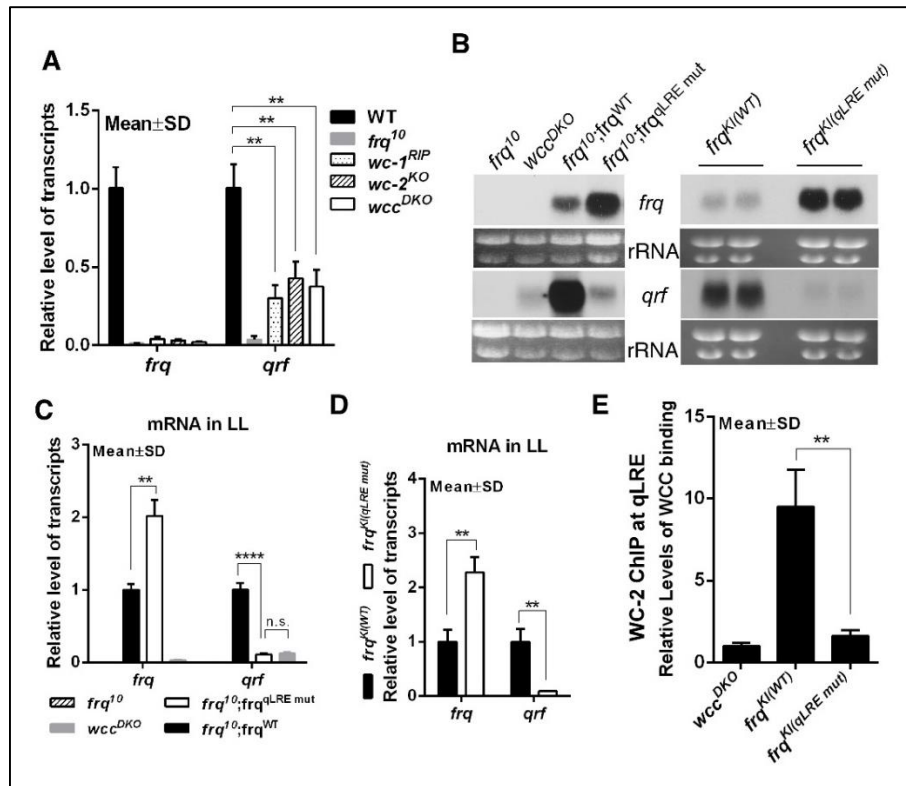 A
Mean±SD
Relative level of transcripts
1.0
0.5
0.0
frq
qrf
**
**
**
WT
frq10
wc-1RIP
wc-2KO
wccDKO
B
frq10
wccDKO
frq10;frqWT
frq10;frqqLRE mut
frqKI(WT)
frqKI(qLRE mut)
frq
rRNA
qrf
rRNA
C
mRNA in LL
Mean±SD
Relative level of transcripts
3
2
1
0
**
****
n.s.
frq
qrf
frq10
frq10;frqqLRE mut
wccDKO
frq10;frqWT
D
mRNA in LL
frqKI(WT)
frqKI(qLRE mut)
Relative level of transcripts
Mean±SD
4
3
2
1
0
**
**
frq
qrf
E
WC-2 ChIP at qLRE
Relative Levels of WCC binding
Mean±SD
15
10
5
0
**
wccDKO
frqKI(WT)
frqKI(qLRE mut)